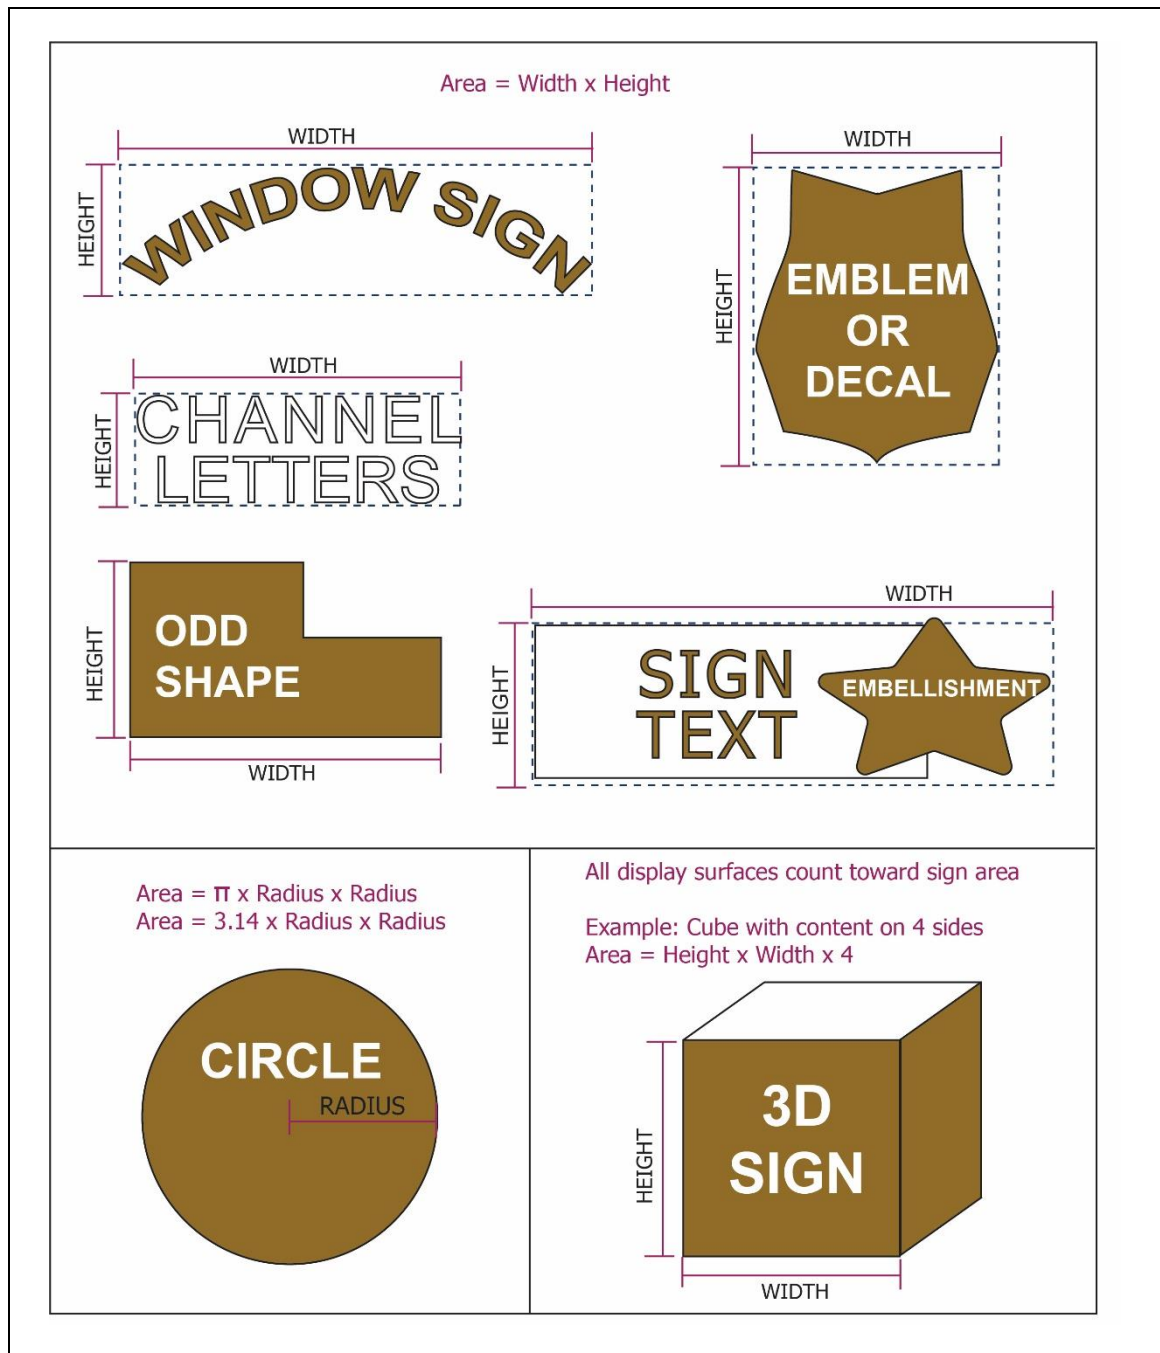 Area = Width x Height
WIDTH
HEIGHT
WINDOW SIGN
WIDTH
HEIGHT
EMBLEM
OR
DECAL
WIDTH
HEIGHT
CHANNEL
LETTERS
HEIGHT
ODD
SHAPE
WIDTH
WIDTH
HEIGHT
SIGN
TEXT
EMBELLISHMENT
Area = π x Radius x Radius
Area = 3.14 x Radius x Radius
CIRCLE
RADIUS
All display surfaces count toward sign area
Example: Cube with content on 4 sides
Area = Height x Width x 4
HEIGHT
3D
SIGN
WIDTH